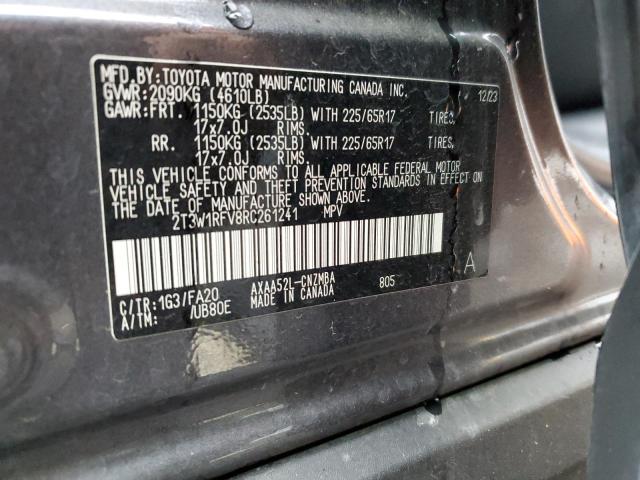 MFD.BY:TOYOTA MOTOR MANUFACTURING CANADA INC.
GVWR:2090KG (4610LB) 12/23
GAWR:FRT. 1150KG (2535LB) WITH 225/65R17 TIRES,
17x7.0J RIMS.
RR. 1150KG (2535LB) WITH 225/65R17 TIRES,
17x7.0J RIMS.
THIS VEHICLE CONFORMS TO ALL APPLICABLE FEDERAL MOTOR
VEHICLE SAFETY AND THEFT PREVENTION STANDARDS IN EFFECT ON
THE DATE OF MANUFACTURE SHOWN ABOVE.
2T3W1RFV8RC261241 MPV
C/TR:1G3/FA20 AXAA52L-CNZMBA 805 A
A/TM: /UB80E MADE IN CANADA